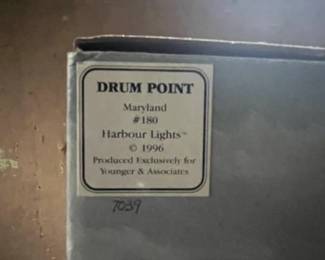 DRUM POINT
Maryland
#180
Harbour Lights™
© 1996
Produced Exclusively for
Younger & Associates
7039